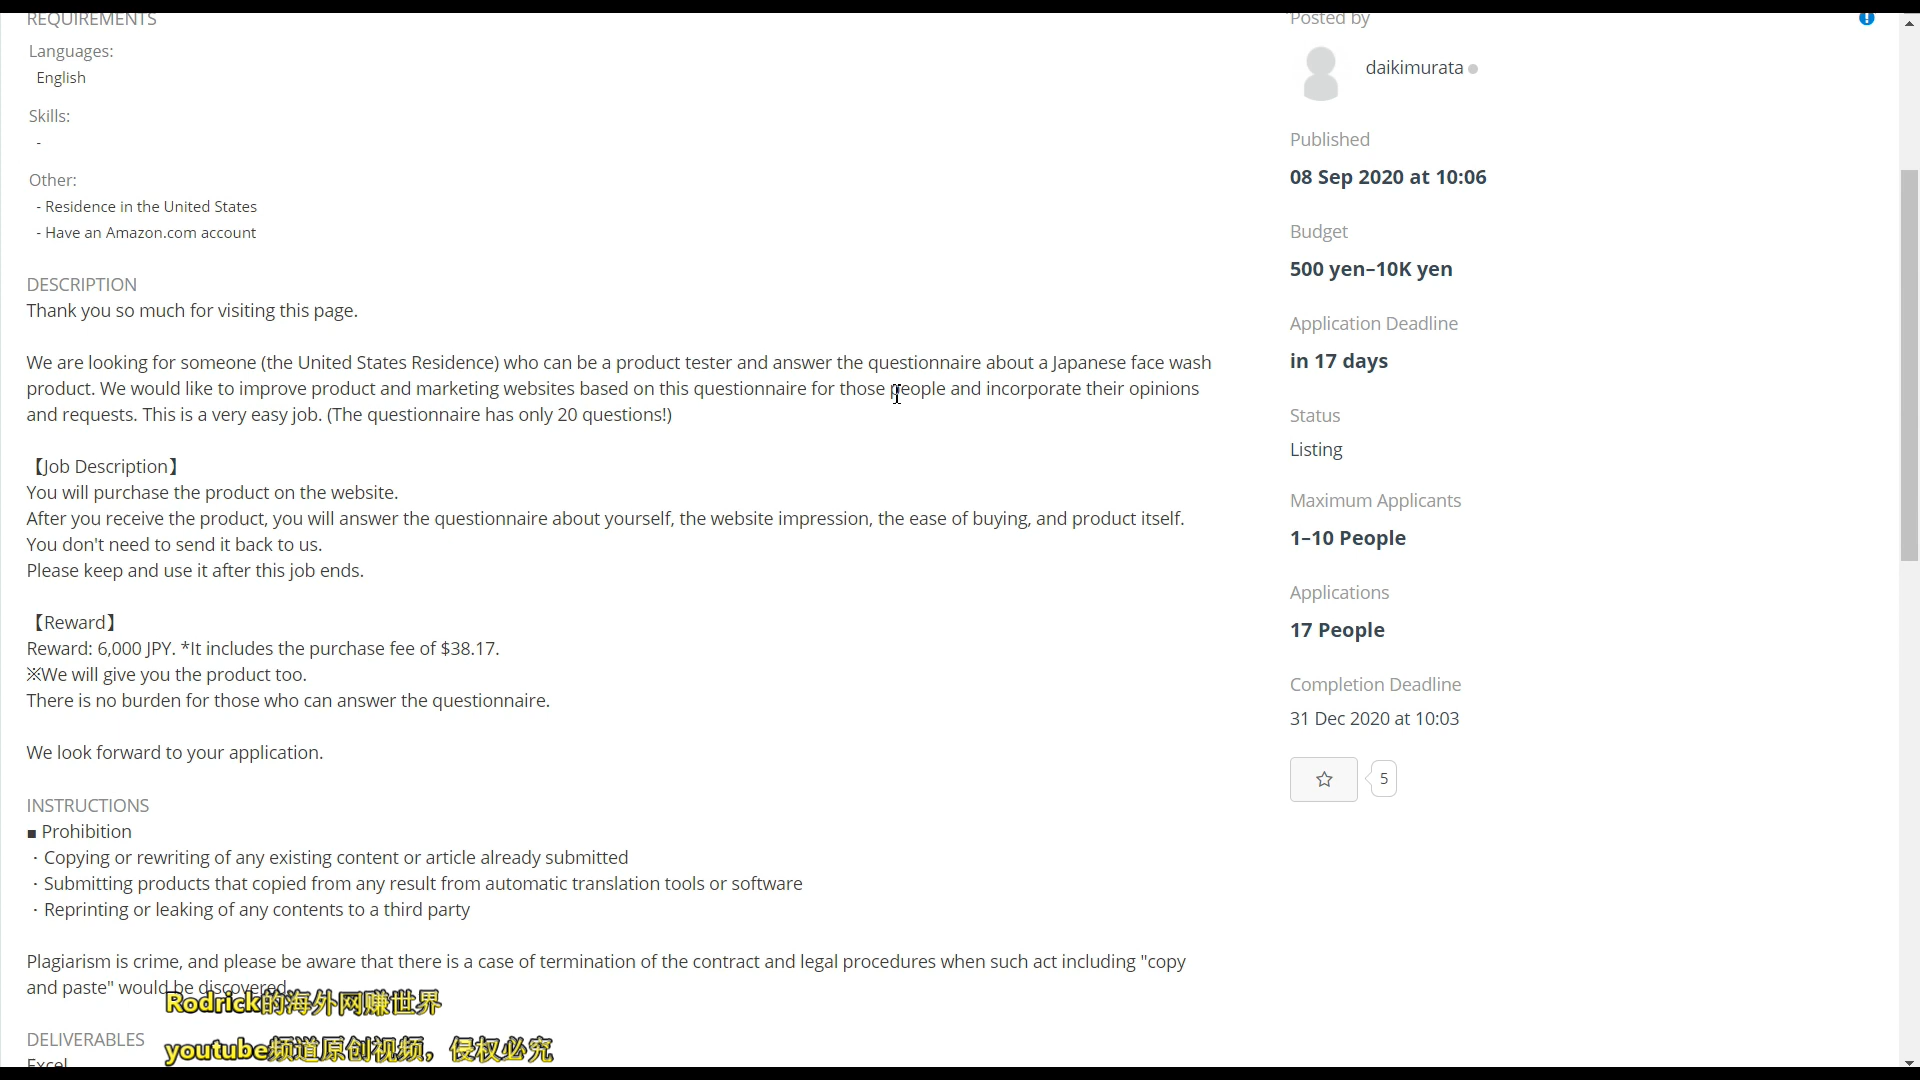 REQUIREMENTS
Languages:
English
Skills:
-
Other:
- Residence in the United States
- Have an Amazon.com account
DESCRIPTION
Thank you so much for visiting this page.
We are looking for someone (the United States Residence) who can be a product tester and answer the questionnaire about a Japanese face wash
product. We would like to improve product and marketing websites based on this questionnaire for those people and incorporate their opinions
and requests. This is a very easy job. (The questionnaire has only 20 questions!)
【Job Description】
You will purchase the product on the website.
After you receive the product, you will answer the questionnaire about yourself, the website impression, the ease of buying, and product itself.
You don't need to send it back to us.
Please keep and use it after this job ends.
【Reward】
Reward: 6,000 JPY. *It includes the purchase fee of $38.17.
※We will give you the product too.
There is no burden for those who can answer the questionnaire.
We look forward to your application.
INSTRUCTIONS
■ Prohibition
・Copying or rewriting of any existing content or article already submitted
・Submitting products that copied from any result from automatic translation tools or software
・Reprinting or leaking of any contents to a third party
Plagiarism is crime, and please be aware that there is a case of termination of the contract and legal procedures when such act including "copy
and paste" would be discovered.
DELIVERABLES
Excel
Posted by
daikimurata
Published
08 Sep 2020 at 10:06
Budget
500 yen–10K yen
Application Deadline
in 17 days
Status
Listing
Maximum Applicants
1–10 People
Applications
17 People
Completion Deadline
31 Dec 2020 at 10:03
5
Rodrick的海外网赚世界
youtube频道原创视频，侵权必究